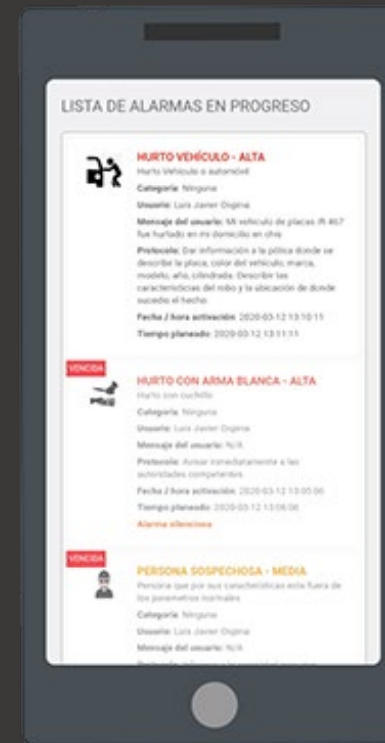 LISTA DE ALARMAS EN PROGRESO
HURTO VEHÍCULO - ALTA
Hurto Vehiculo o automóvil
Categoría: Ninguna
Usuario: Luis Javier Ospina
Mensaje del usuario: Mi vehiculo de placas
fue hurtado en mi domicilio en
Protocolo: Dar información a la donde se
describe la placa, color del vehiculo, marca,
modelo, año, cilindrada. Describir las
características del robo y la ubicación de donde
sucedio el hecho
Fecha / hora activación: 2020-03-12 13:10:11
Tiempo planeado: 2020-03-12 13:11:11
VENCIDA
HURTO CON ARMA BLANCA - ALTA
Hurto con cuchillo
Categoría: Ninguna
Usuario: Luis Javier Ospina
Mensaje del usuario: N/A
Protocolo: Avisar inmediatamente a las
autoridades competentes
Fecha / hora activación: 2020-03-12 13:05:06
Tiempo planeado: 2020-03-12 13:06:06
Alarma silenciosa
VENCIDA
PERSONA SOSPECHOSA - MEDIA
Persona que por sus características este fuera de
los parametros normales
Categoría: Ninguna
Usuario: Luis Javier Ospina
Mensaje del usuario: N/A